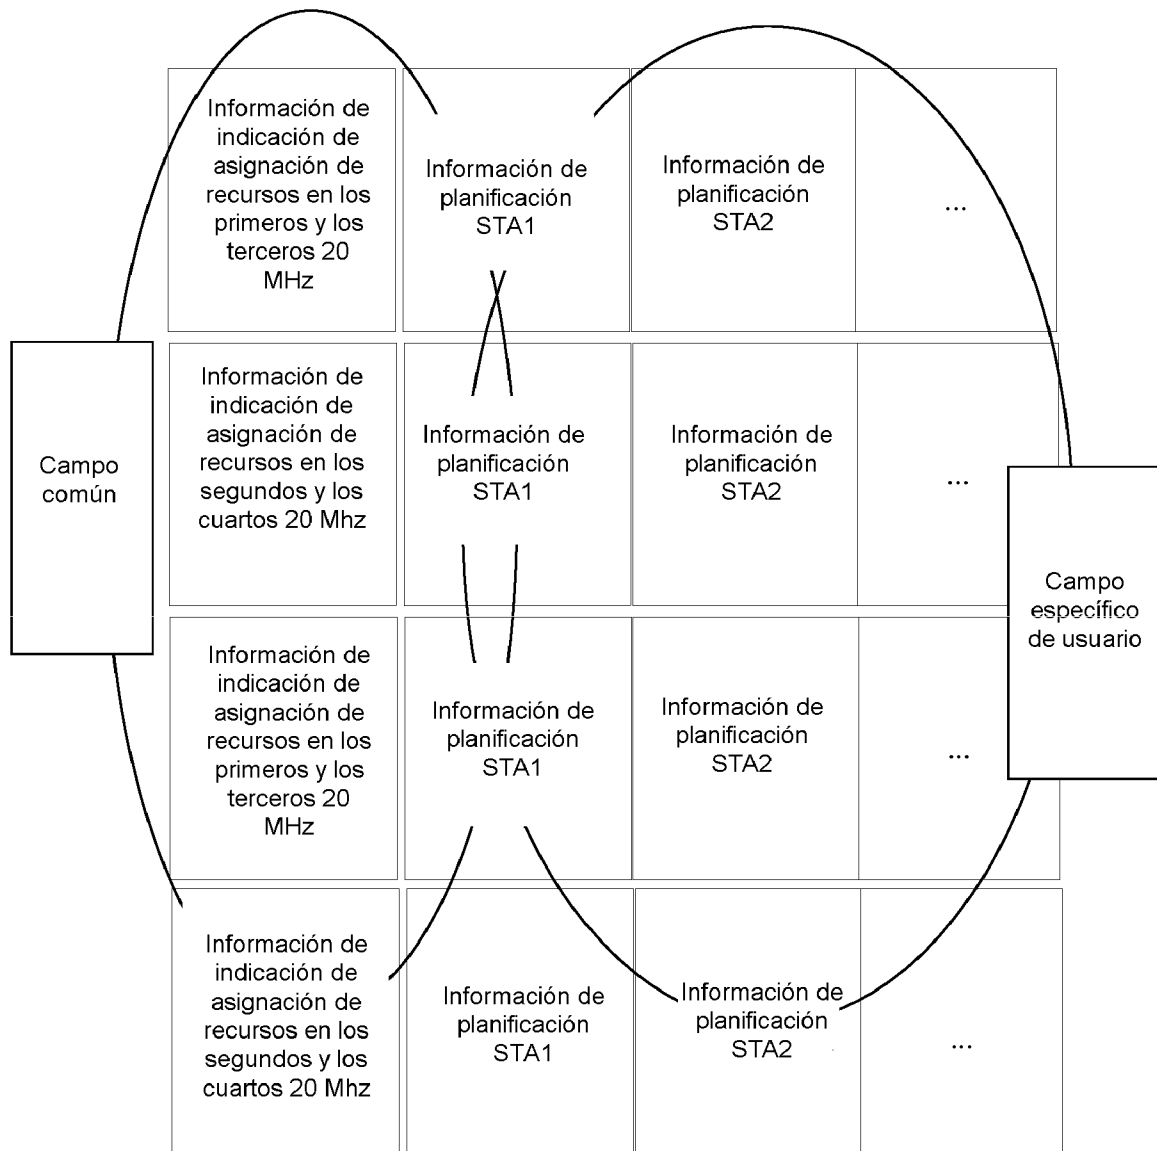 Información de
indicación de
asignación de
recursos en los
primeros y los
terceros 20
MHz
Información de
planificación
STA1
Información de
planificación
STA2
...
Campo
común
Información de
indicación de
asignación de
recursos en los
segundos y los
cuartos 20 Mhz
Información de
planificación
STA1
Información de
planificación
STA2
...
Campo
específico
de usuario
Información de
indicación de
asignación de
recursos en los
primeros y los
terceros 20
MHz
Información de
planificación
STA1
Información de
planificación
STA2
...
Información de
indicación de
asignación de
recursos en los
segundos y los
cuartos 20 Mhz
Información de
planificación
STA1
Información de
planificación
STA2
...